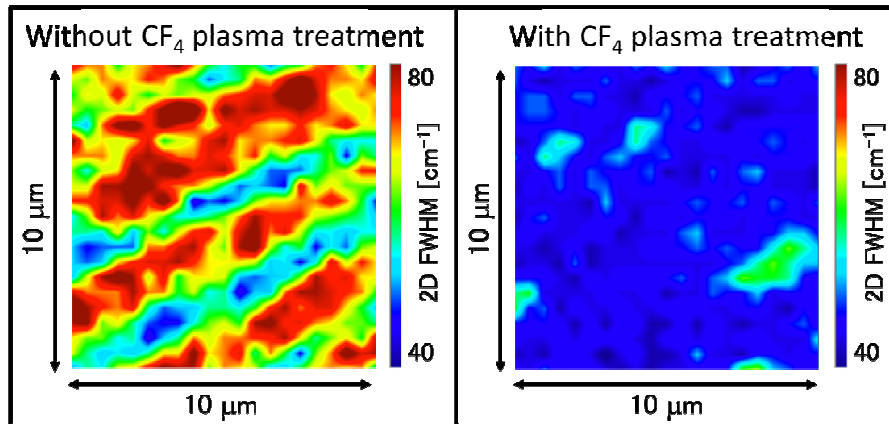 Without CF₄ plasma treatment
80
2D FWHM [cm⁻¹]
40
10 μm
10 μm
With CF₄ plasma treatment
80
2D FWHM [cm⁻¹]
40
10 μm
10 μm